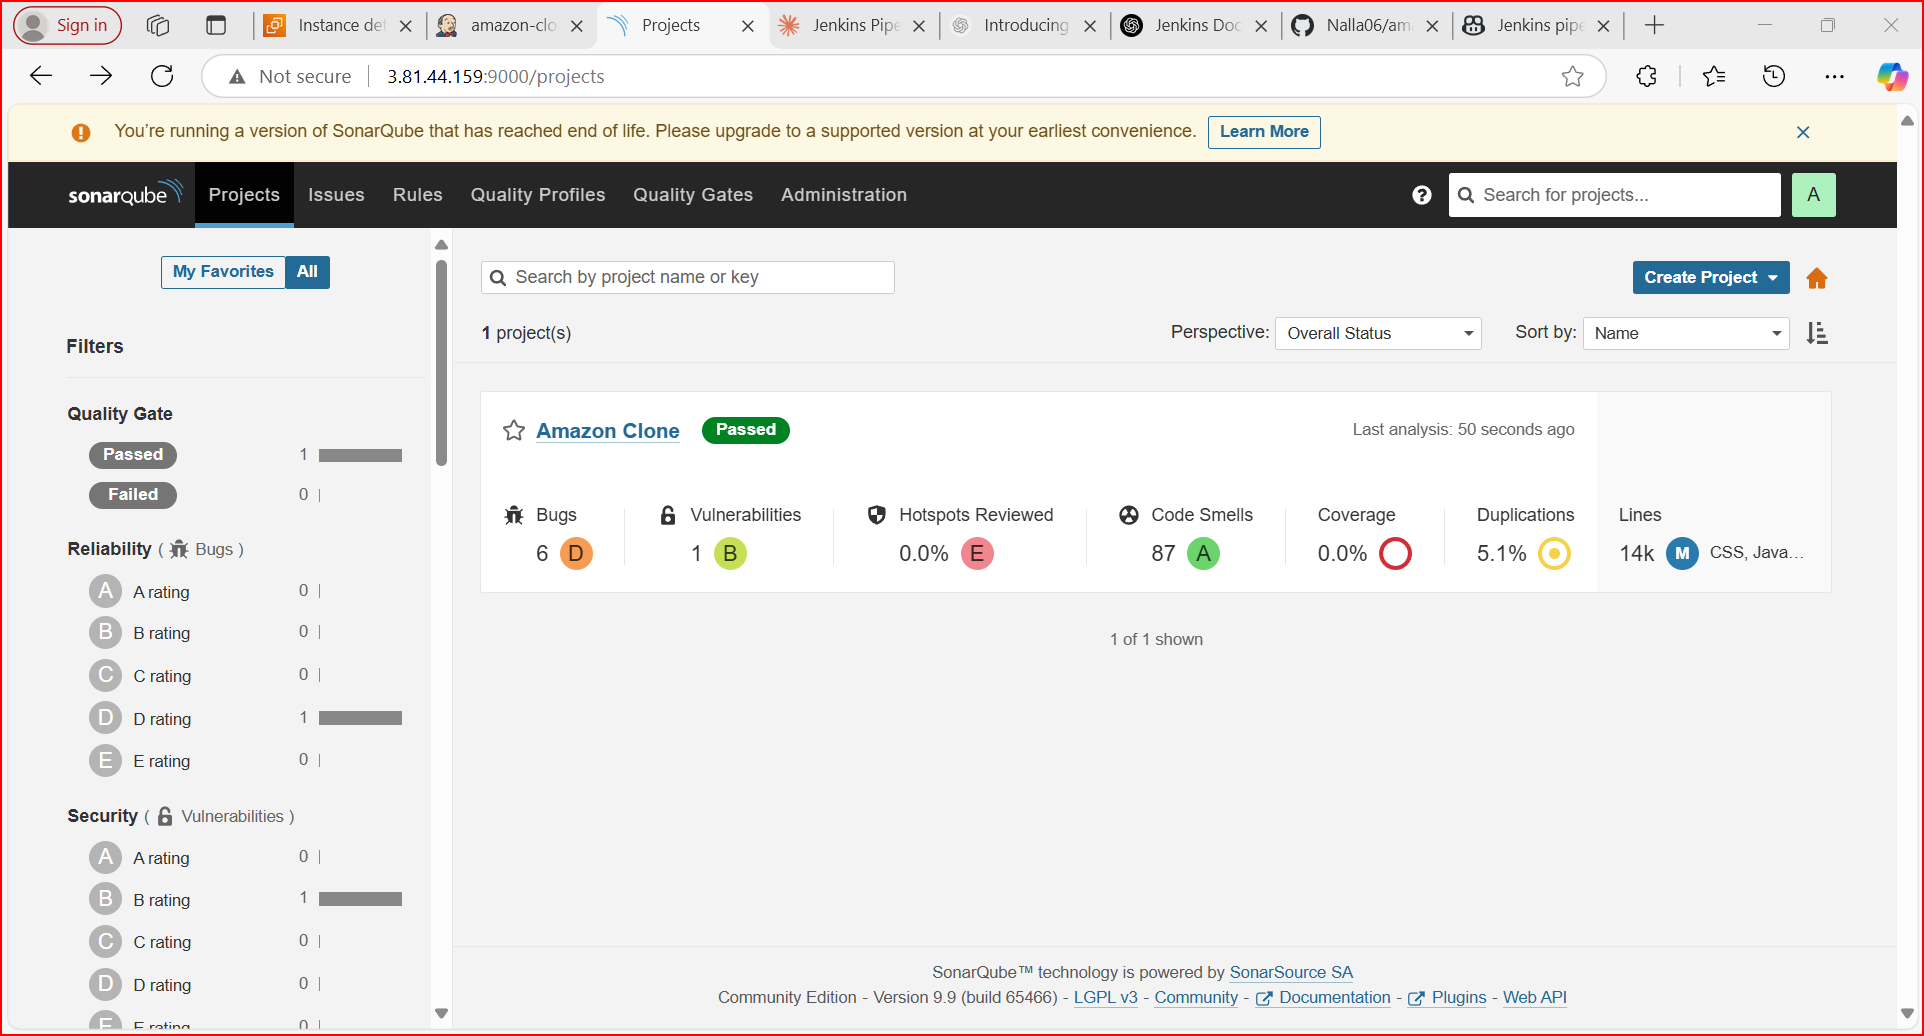 Sign in
Instance det
amazon-clo
Projects
Jenkins Pipe
Introducing
Jenkins Doc
Nalla06/ama
Jenkins pipe
Not secure
3.81.44.159:9000/projects
You're running a version of SonarQube that has reached end of life. Please upgrade to a supported version at your earliest convenience. Learn More
sonarqube Projects Issues Rules Quality Profiles Quality Gates Administration
Search for projects...
A
My Favorites All
Filters
Quality Gate
Passed 1
Failed 0
Reliability ( Bugs )
A A rating 0
B B rating 0
C C rating 0
D D rating 1
E E rating 0
Security ( Vulnerabilities )
A A rating 0
B B rating 1
C C rating 0
D D rating 0
E E rating 0
Search by project name or key
Create Project
1 project(s)
Perspective: Overall Status
Sort by: Name
Amazon Clone Passed
Last analysis: 50 seconds ago
Bugs Vulnerabilities Hotspots Reviewed Code Smells Coverage Duplications Lines
6 D 1 B 0.0% E 87 A 0.0% 5.1% 14k M CSS, Java...
1 of 1 shown
SonarQube™ technology is powered by SonarSource SA
Community Edition - Version 9.9 (build 65466) - LGPL v3 - Community - Documentation - Plugins - Web API